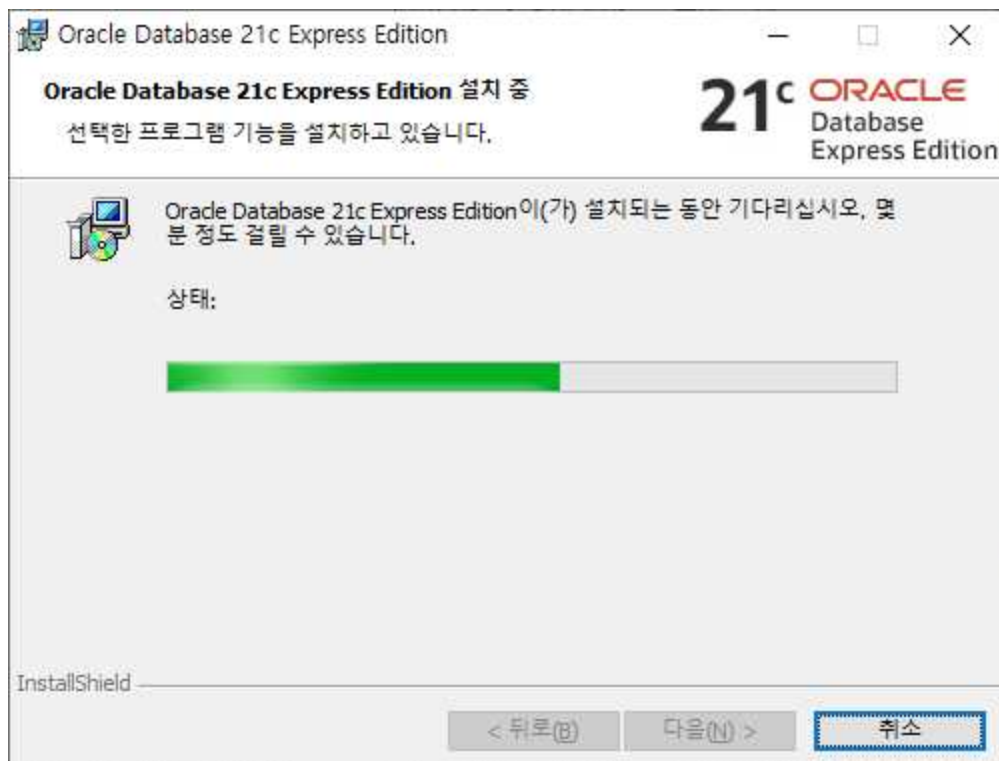 Oracle Database 21c Express Edition
Oracle Database 21c Express Edition 설치 중
선택한 프로그램 기능을 설치하고 있습니다.
21c ORACLE
Database
Express Edition
Oracle Database 21c Express Edition이(가) 설치되는 동안 기다리십시오. 몇
분 정도 걸릴 수 있습니다.
상태:
InstallShield
< 뒤로(B) 다음(N) > 취소